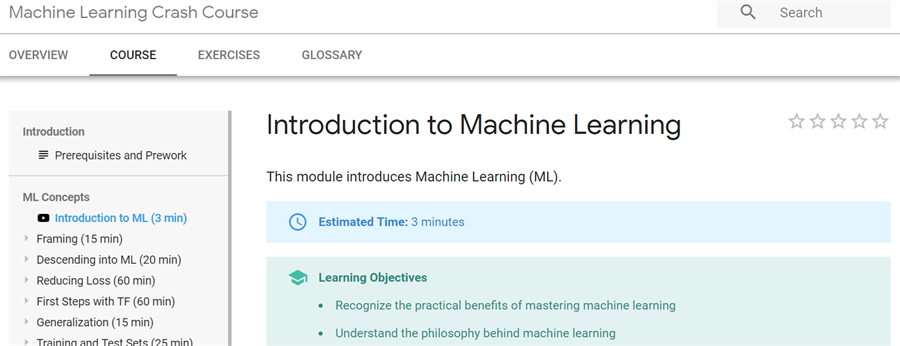 Machine Learning Crash Course
Search
OVERVIEW COURSE EXERCISES GLOSSARY
Introduction
Prerequisites and Prework
ML Concepts
Introduction to ML (3 min)
Framing (15 min)
Descending into ML (20 min)
Reducing Loss (60 min)
First Steps with TF (60 min)
Generalization (15 min)
Training and Test Sets (25 min)
Introduction to Machine Learning
This module introduces Machine Learning (ML).
Estimated Time: 3 minutes
Learning Objectives
• Recognize the practical benefits of mastering machine learning
• Understand the philosophy behind machine learning